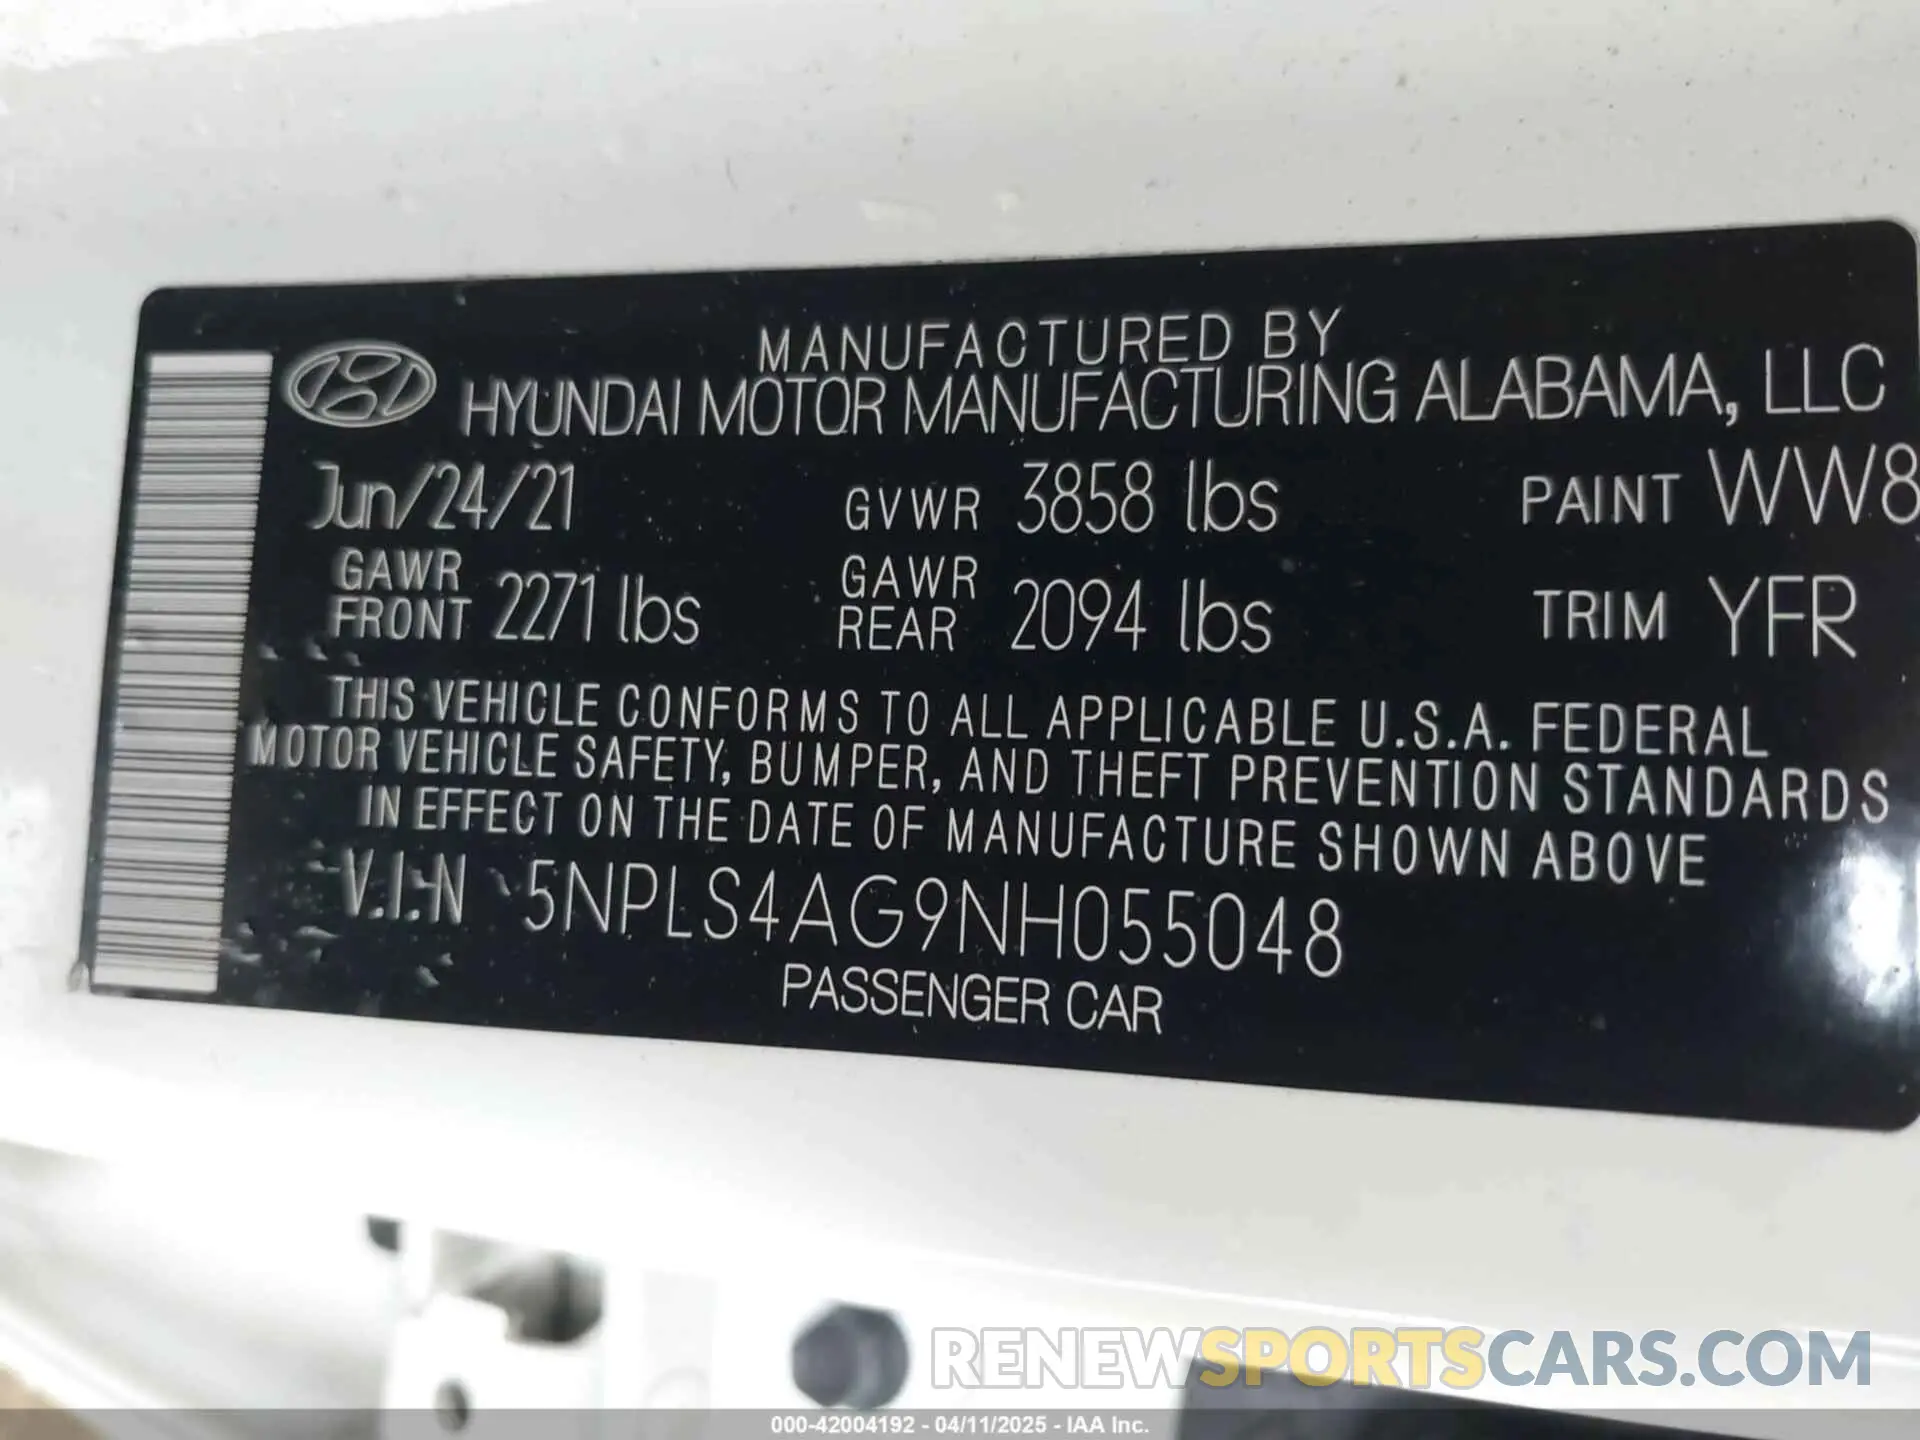 MANUFACTURED BY
HYUNDAI MOTOR MANUFACTURING ALABAMA, LLC
Jun/24/21 GVWR 3858 lbs PAINT WW8
GAWR FRONT 2271 lbs GAWR REAR 2094 lbs TRIM YFR
THIS VEHICLE CONFORMS TO ALL APPLICABLE U.S.A. FEDERAL
MOTOR VEHICLE SAFETY, BUMPER, AND THEFT PREVENTION STANDARDS
IN EFFECT ON THE DATE OF MANUFACTURE SHOWN ABOVE
V.I.N 5NPLS4AG9NH055048
PASSENGER CAR
RENEWSPORTSCARS.COM
000-42004192 - 04/11/2025 - IAA Inc.